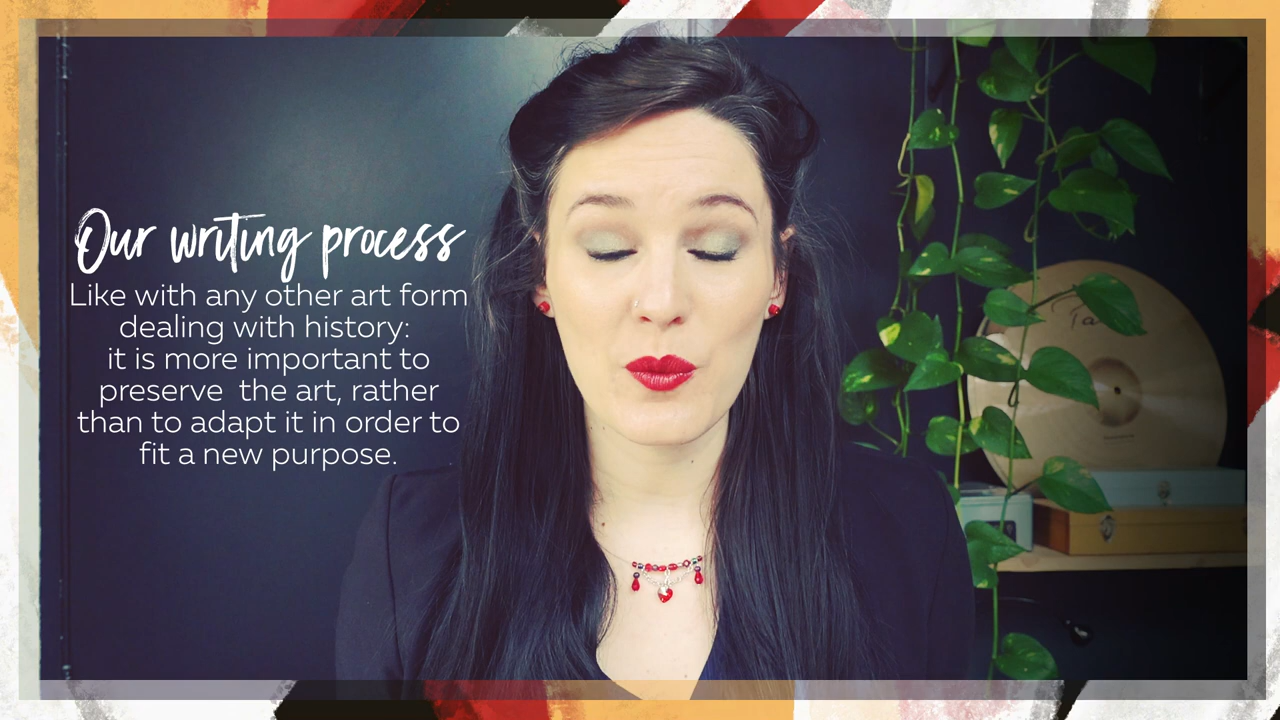 Our writing process
Like with any other art form
dealing with history:
it is more important to
preserve  the art, rather
than to adapt it in order to
fit a new purpose.